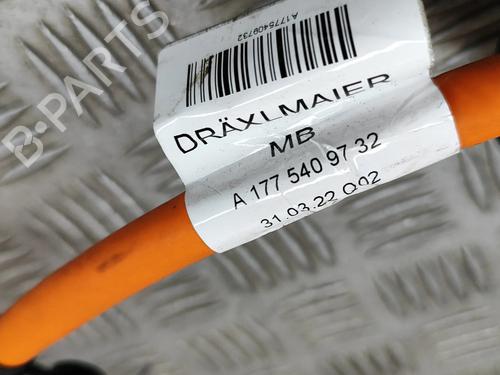 A1775409732
DRÄXLMAIER
MB
A 177 540 97 32
31.03.22 Q02
B-PARTS